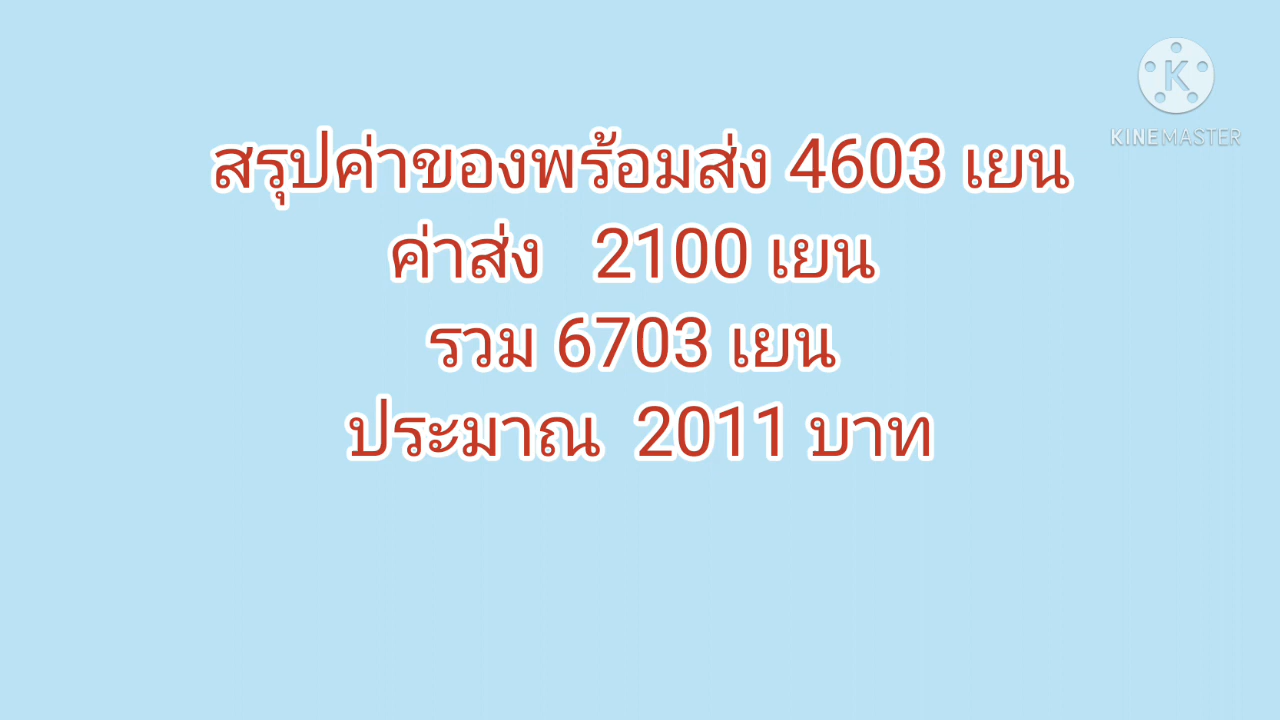 KINEMASTER
สรุปค่าของพร้อมส่ง 4603 เยน
ค่าส่ง 2100 เยน
รวม 6703 เยน
ประมาณ 2011 บาท